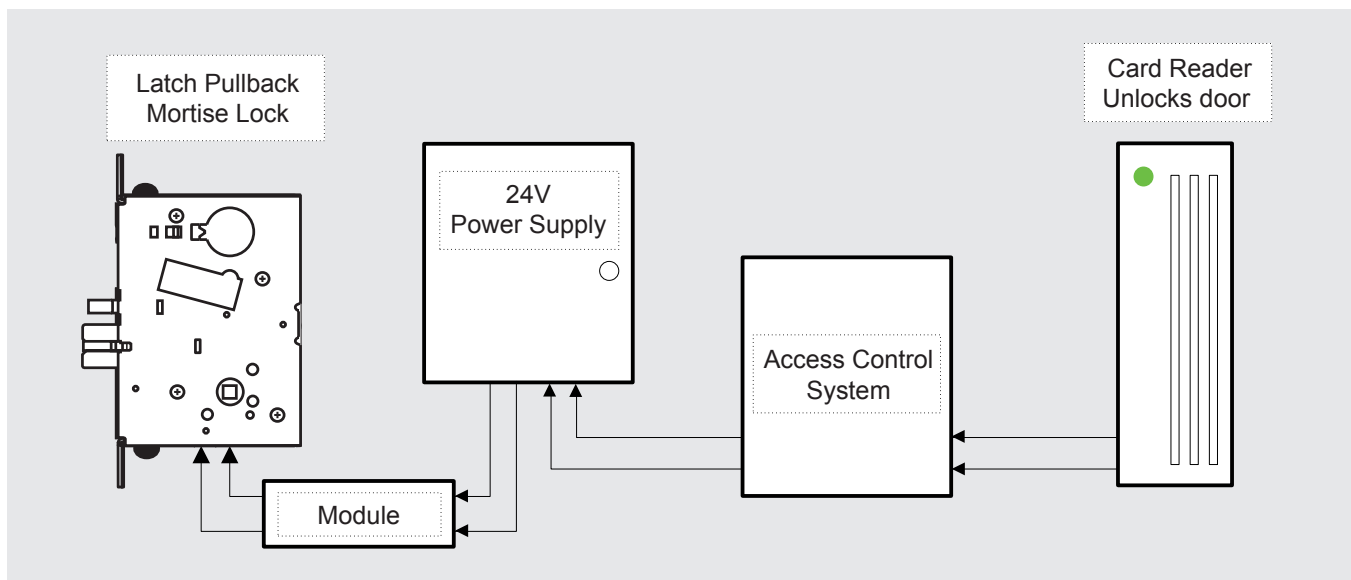 Latch Pullback
Mortise Lock
24V
Power Supply
Module
Access Control
System
Card Reader
Unlocks door